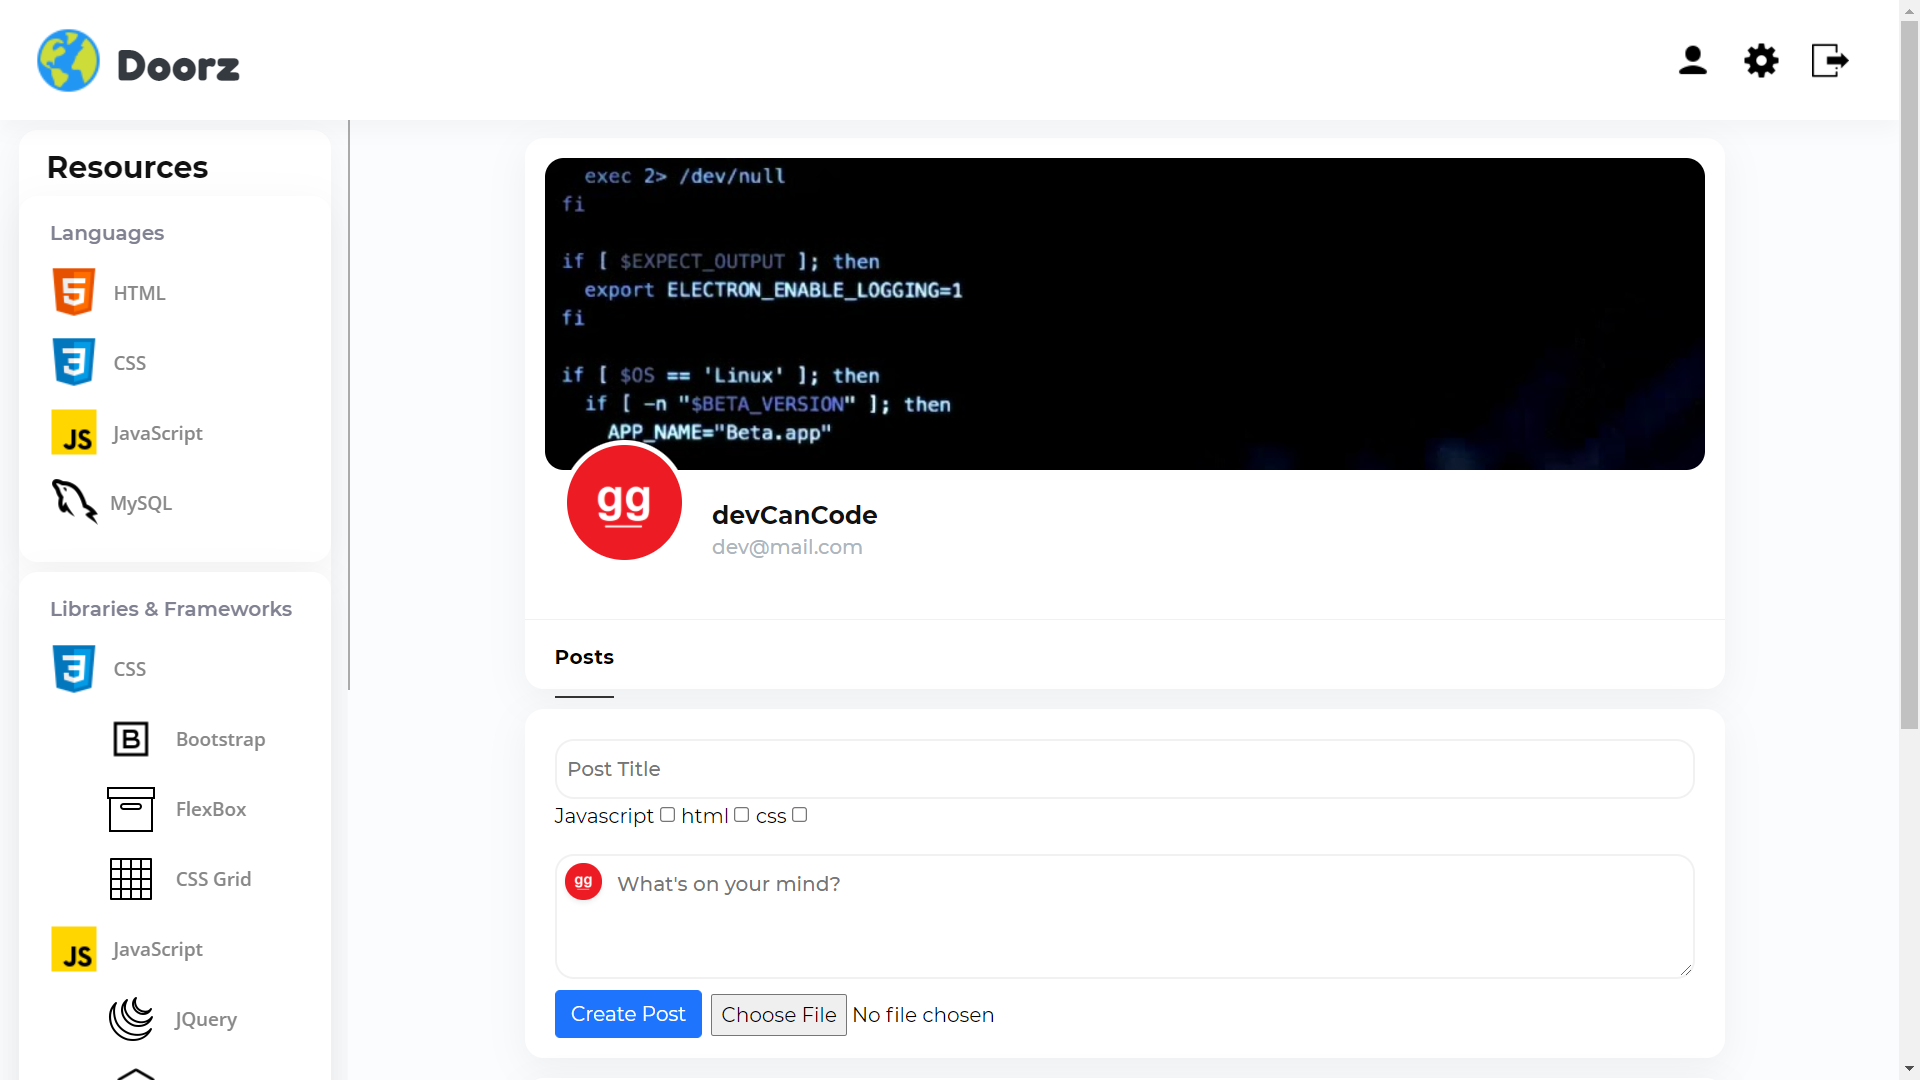 Doorz
Resources
Languages
HTML
CSS
JS JavaScript
MySQL
Libraries & Frameworks
CSS
B Bootstrap
FlexBox
CSS Grid
JS JavaScript
JQuery
exec 2> /dev/null
fi
if [ $EXPECT_OUTPUT ]; then
export ELECTRON_ENABLE_LOGGING=1
fi
if [ $OS == 'Linux' ]; then
if [ -n "$BETA_VERSION" ]; then
APP_NAME="Beta.app"
gg
devCanCode
dev@mail.com
Posts
Post Title
Javascript html css
gg What's on your mind?
Create Post Choose File No file chosen